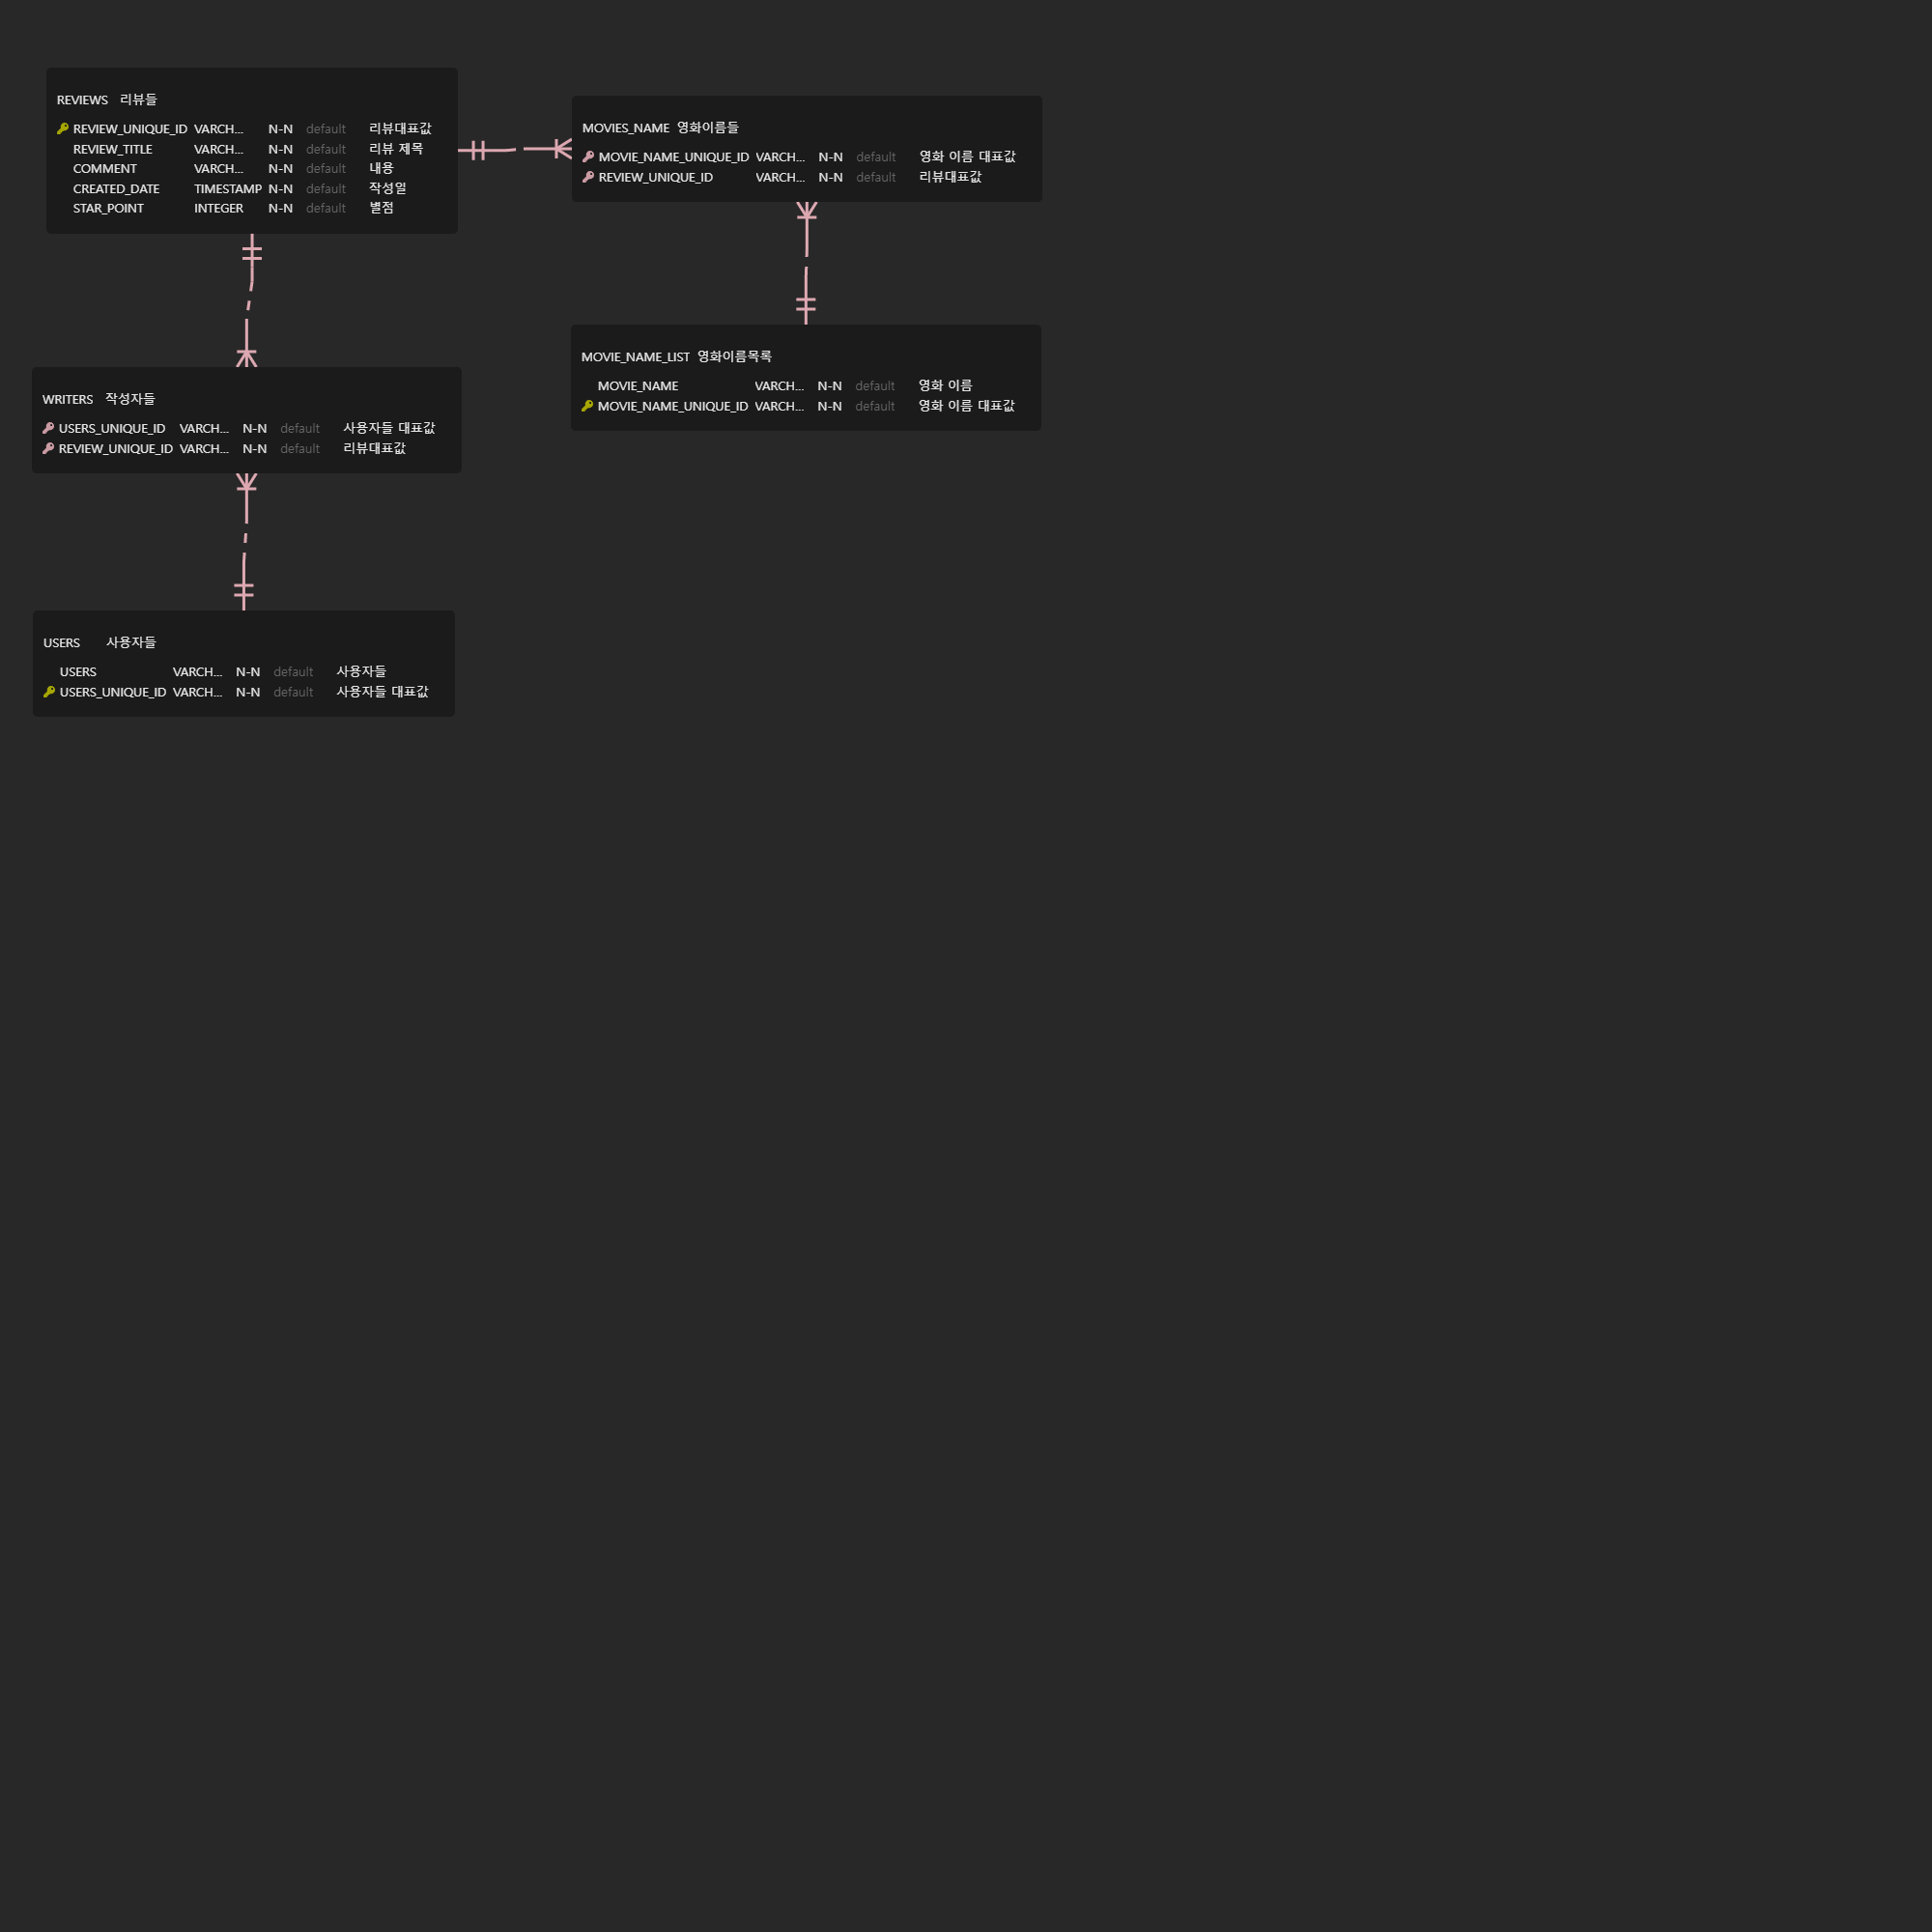 REVIEWS 리뷰들
REVIEW_UNIQUE_ID VARCH... N-N default 리뷰대표값
REVIEW_TITLE VARCH... N-N default 리뷰 제목
COMMENT VARCH... N-N default 내용
CREATED_DATE TIMESTAMP N-N default 작성일
STAR_POINT INTEGER N-N default 별점
MOVIES_NAME 영화이름들
MOVIE_NAME_UNIQUE_ID VARCH... N-N default 영화 이름 대표값
REVIEW_UNIQUE_ID VARCH... N-N default 리뷰대표값
MOVIE_NAME_LIST 영화이름목록
MOVIE_NAME VARCH... N-N default 영화 이름
MOVIE_NAME_UNIQUE_ID VARCH... N-N default 영화 이름 대표값
WRITERS 작성자들
USERS_UNIQUE_ID VARCH... N-N default 사용자들 대표값
REVIEW_UNIQUE_ID VARCH... N-N default 리뷰대표값
USERS 사용자들
USERS VARCH... N-N default 사용자들
USERS_UNIQUE_ID VARCH... N-N default 사용자들 대표값